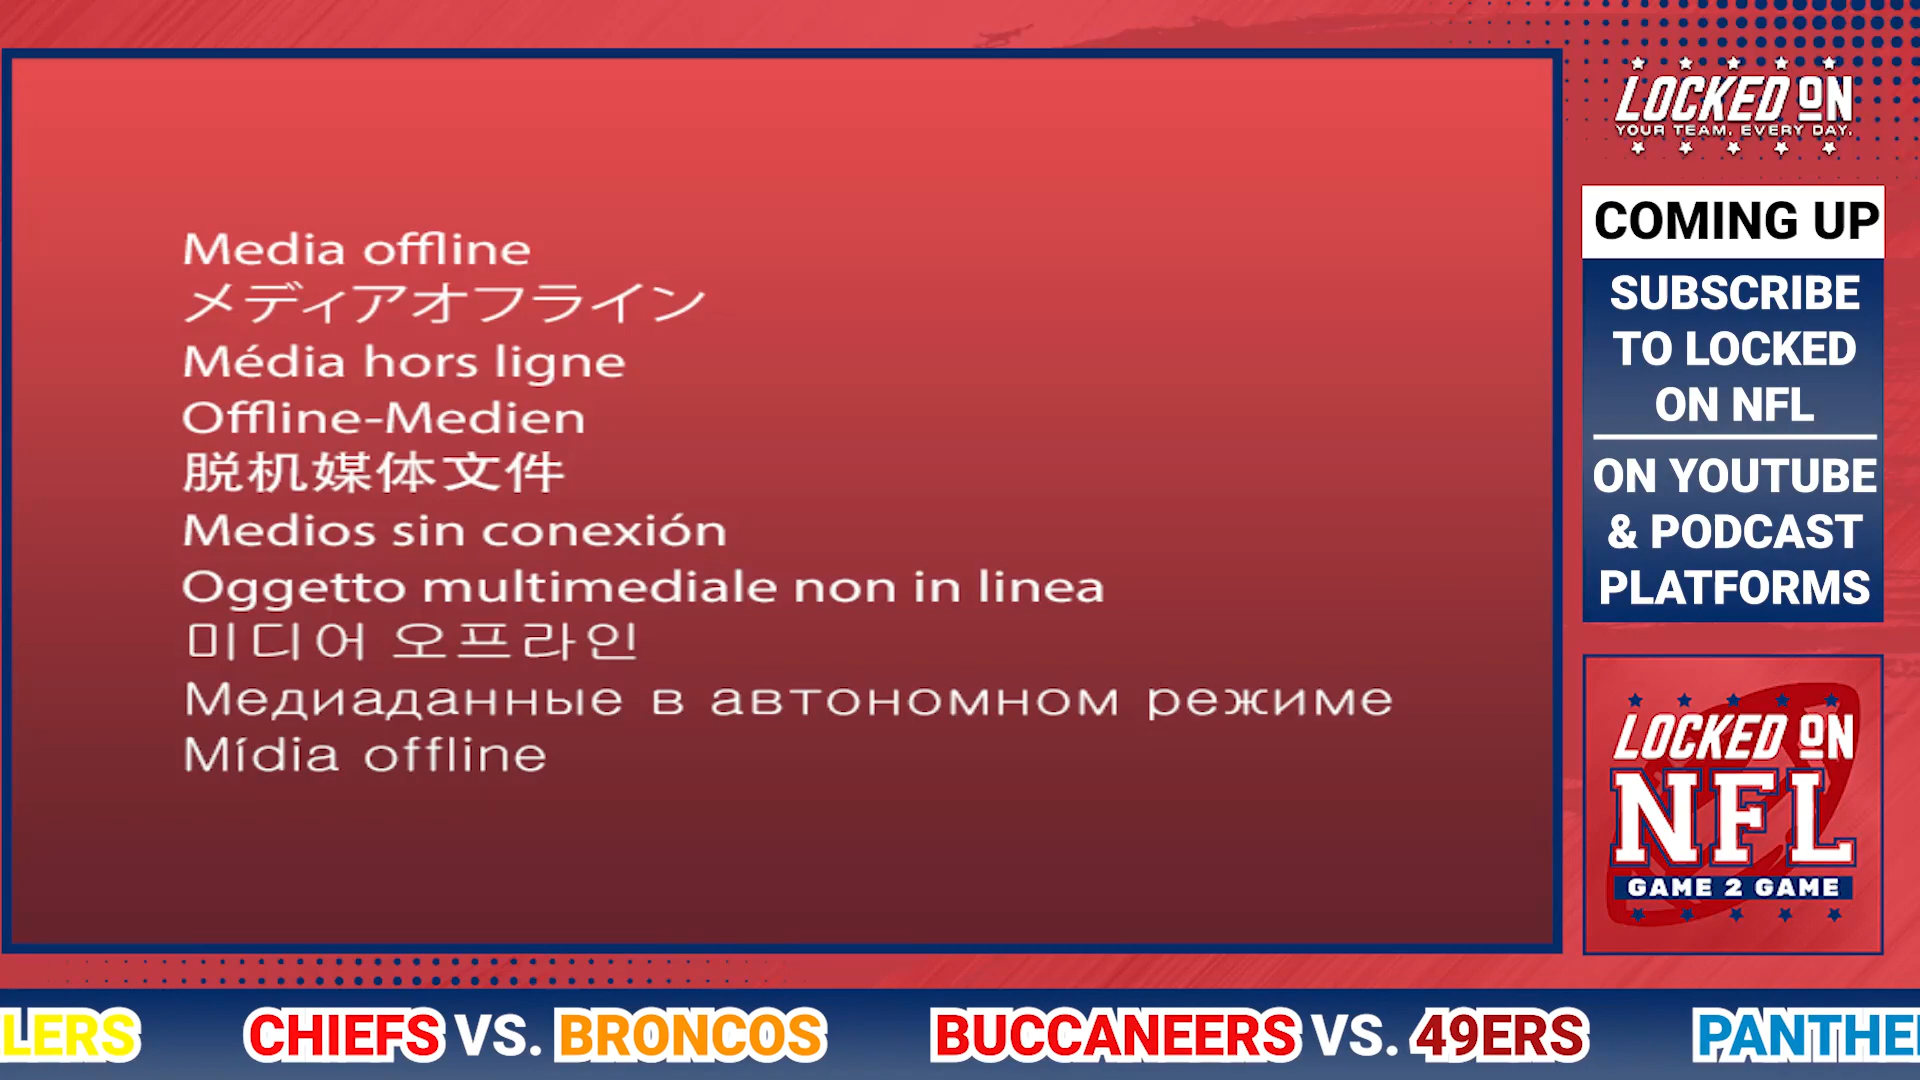 Media offline
メディアオフライン
Média hors ligne
Offline-Medien
脱机媒体文件
Medios sin conexión
Oggetto multimediale non in linea
미디어 오프라인
Медиаданные в автономном режиме
Mídia offline
LOCKED ON
YOUR TEAM. EVERY DAY.
COMING UP
SUBSCRIBE
TO LOCKED
ON NFL
ON YOUTUBE
& PODCAST
PLATFORMS
LOCKED ON
NFL
GAME 2 GAME
LERS CHIEFS VS. BRONCOS BUCCANEERS VS. 49ERS PANTHE